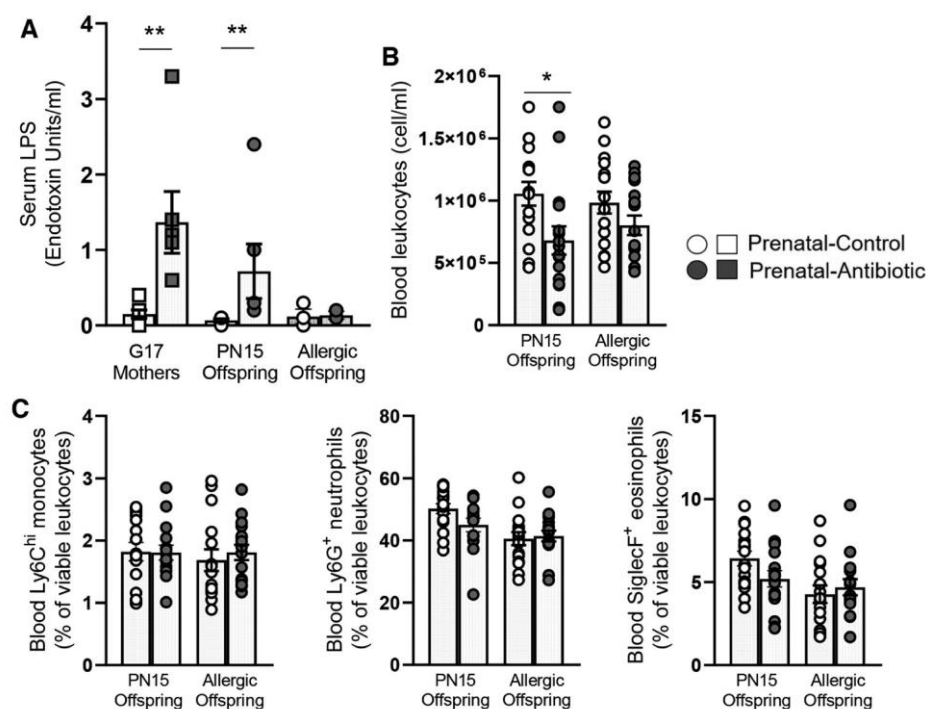 A
Serum LPS
(Endotoxin Units/ml)
4
3
2
1
0
**
**
G17
Mothers
PN15
Offspring
Allergic
Offspring
B
Blood leukocytes (cell/ml)
2×10⁶
1.5×10⁶
1×10⁶
5×10⁵
0
*
PN15
Offspring
Allergic
Offspring
Prenatal-Control
Prenatal-Antibiotic
C
Blood Ly6Cʰⁱ monocytes
(% of viable leukocytes)
4
3
2
1
0
PN15
Offspring
Allergic
Offspring
Blood Ly6G⁺ neutrophils
(% of viable leukocytes)
80
60
40
20
0
PN15
Offspring
Allergic
Offspring
Blood SiglecF⁺ eosinophils
(% of viable leukocytes)
15
10
5
0
PN15
Offspring
Allergic
Offspring